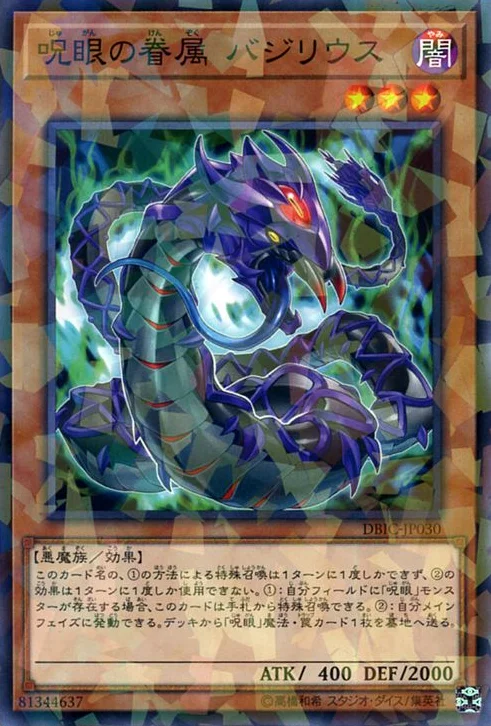 呪眼の眷属 バジリウス
闇
DBIC-JP030
【悪魔族／効果】
このカード名の、①の方法による特殊召喚は1ターンに1度しかできず、②の
効果は1ターンに1度しか使用できない。①：自分フィールドに「呪眼」モンス
ターが存在する場合、このカードは手札から特殊召喚できる。②：自分メイン
フェイズに発動できる。デッキから「呪眼」魔法・罠カード1枚を墓地へ送る。
ATK/ 400 DEF/2000
81344637
©高橋和希 スタジオ・ダイス/集英社